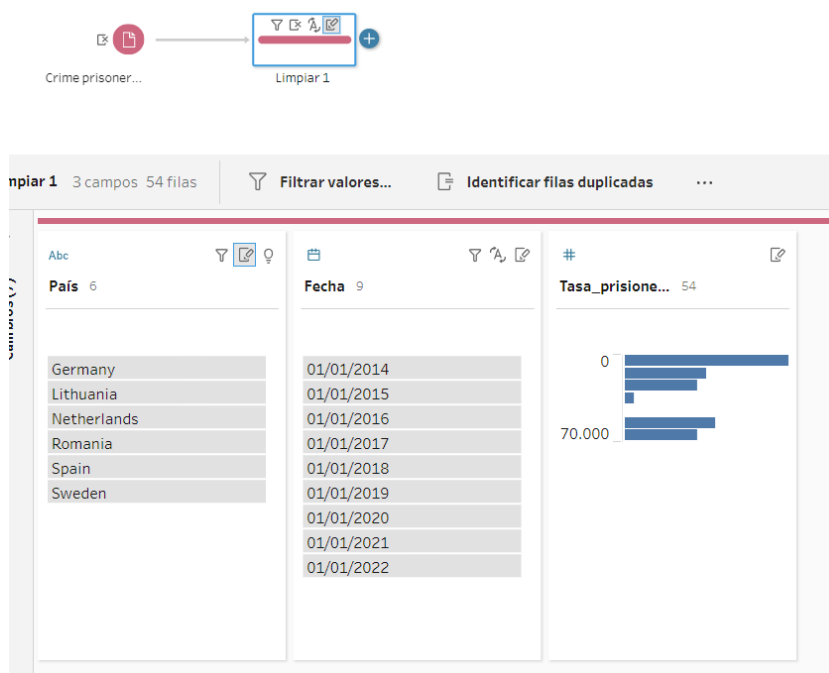 Crime prisoner...
Limpiar 1
mpiar 1 3 campos 54 filas
Filtrar valores...
Identificar filas duplicadas
...
Cambios (7)
Abc
País 6
Germany
Lithuania
Netherlands
Romania
Spain
Sweden
Fecha 9
01/01/2014
01/01/2015
01/01/2016
01/01/2017
01/01/2018
01/01/2019
01/01/2020
01/01/2021
01/01/2022
#
Tasa_prisione... 54
0
70.000